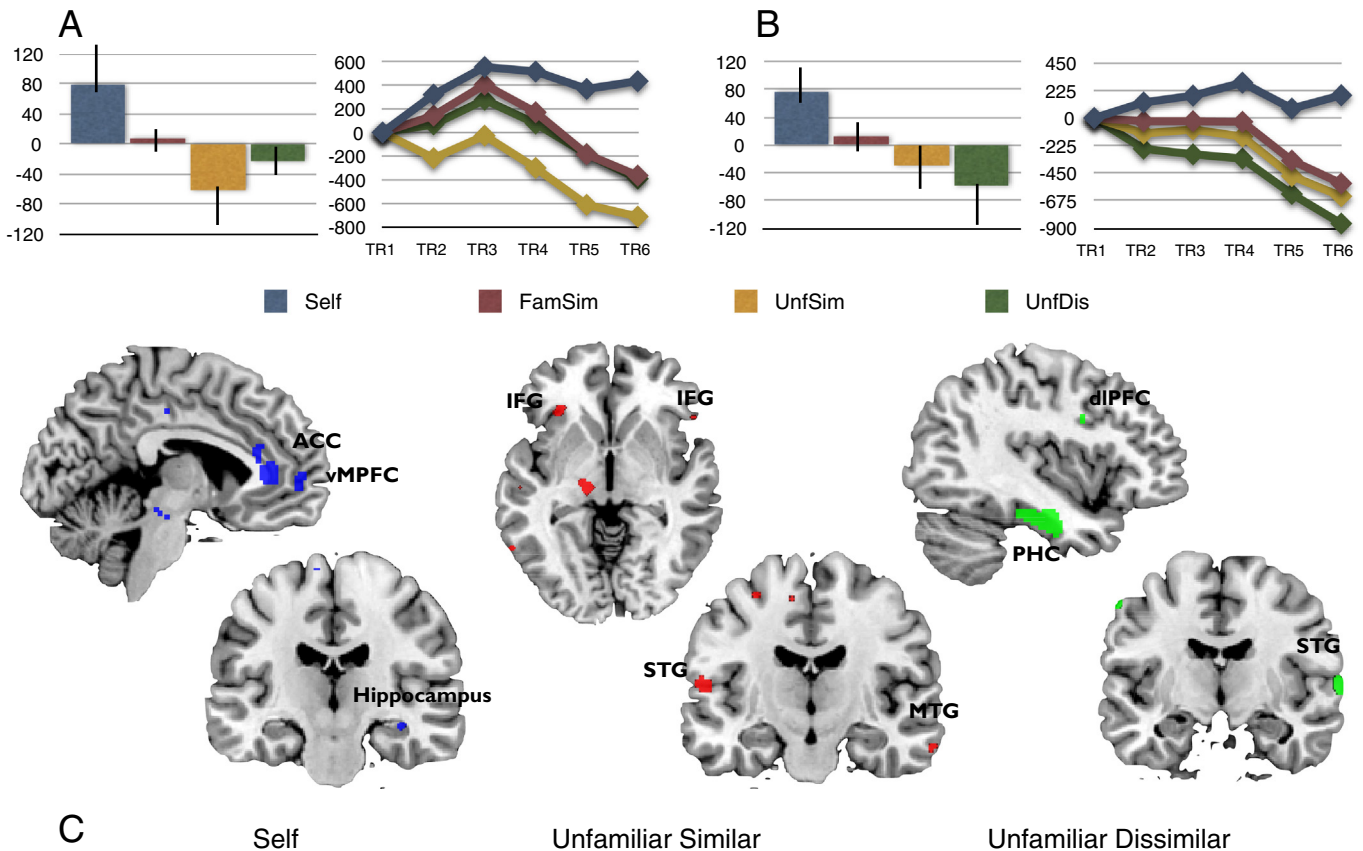 A
B
120
80
40
0
-40
-80
-120
600
400
200
0
-200
-400
-600
-800
TR1 TR2 TR3 TR4 TR5 TR6
120
80
40
0
-40
-80
-120
450
225
0
-225
-450
-675
-900
TR1 TR2 TR3 TR4 TR5 TR6
Self FamSim UnfSim UnfDis
ACC
vMPFC
Hippocampus
IFG IFG
STG
MTG
dlPFC
PHC
STG
C Self Unfamiliar Similar Unfamiliar Dissimilar